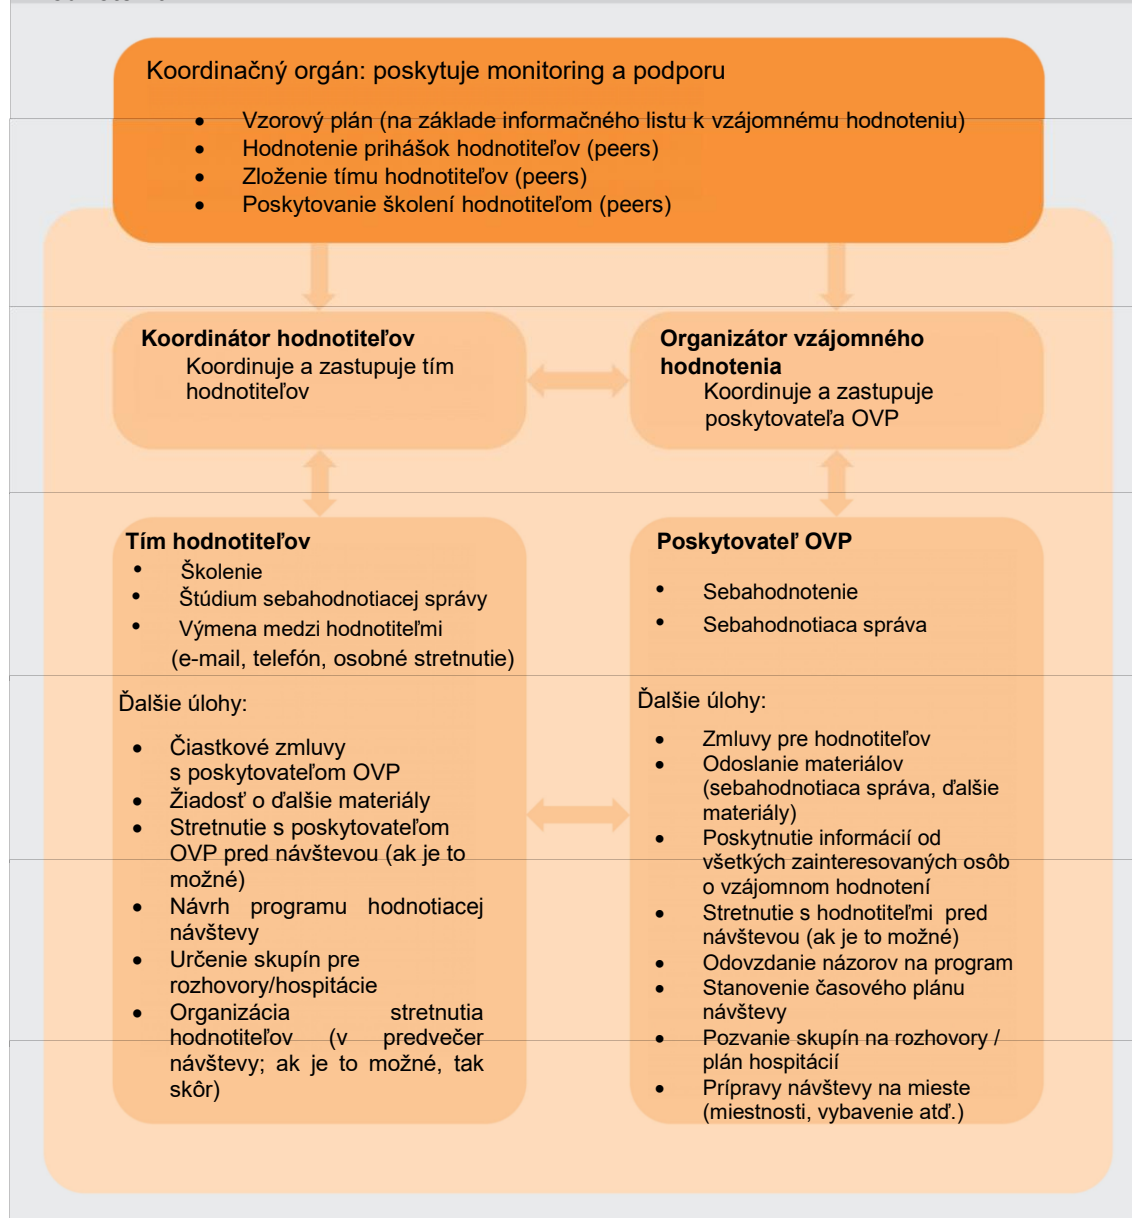 Koordinačný orgán: poskytuje monitoring a podporu
• Vzorový plán (na základe informačného listu k vzájomnému hodnoteniu)
• Hodnotenie prihášok hodnotiteľov (peers)
• Zloženie tímu hodnotiteľov (peers)
• Poskytovanie školení hodnotiteľom (peers)
Koordinátor hodnotiteľov
Koordinuje a zastupuje tím
hodnotiteľov
Organizátor vzájomného
hodnotenia
Koordinuje a zastupuje
poskytovateľa OVP
Tím hodnotiteľov
• Školenie
• Štúdium sebahodnotiacej správy
• Výmena medzi hodnotiteľmi
(e-mail, telefón, osobné stretnutie)
Ďalšie úlohy:
• Čiastkové zmluvy
s poskytovateľom OVP
• Žiadosť o ďalšie materiály
• Stretnutie s poskytovateľom
OVP pred návštevou (ak je to
možné)
• Návrh programu hodnotiacej
návštevy
• Určenie skupín pre
rozhovory/hospitácie
• Organizácia stretnutia
hodnotiteľov (v predvečer
návštevy; ak je to možné, tak
skôr)
Poskytovateľ OVP
• Sebahodnotenie
• Sebahodnotiaca správa
Ďalšie úlohy:
• Zmluvy pre hodnotiteľov
• Odoslanie materiálov
(sebahodnotiaca správa, ďalšie
materiály)
• Poskytnutie informácií od
všetkých zainteresovaných osôb
o vzájomnom hodnotení
• Stretnutie s hodnotiteľmi pred
návštevou (ak je to možné)
• Odovzdanie názorov na program
• Stanovenie časového plánu
návštevy
• Pozvanie skupín na rozhovory /
plán hospitácií
• Prípravy návštevy na mieste
(miestnosti, vybavenie atď.)